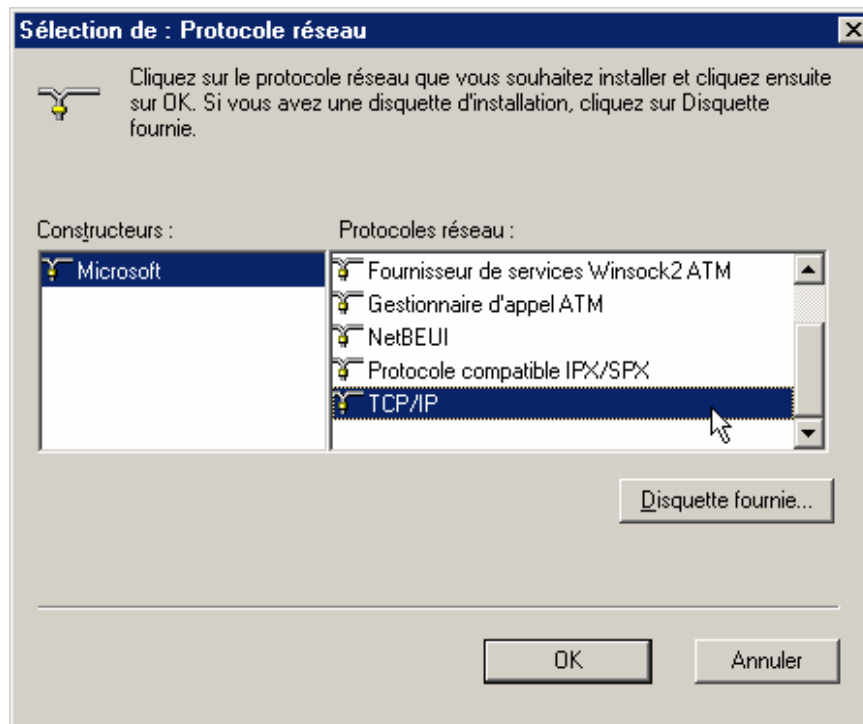 Sélection de : Protocole réseau
Cliquez sur le protocole réseau que vous souhaitez installer et cliquez ensuite
sur OK. Si vous avez une disquette d'installation, cliquez sur Disquette
fournie.
Constructeurs :
Protocoles réseau :
Microsoft
Fournisseur de services Winsock2 ATM
Gestionnaire d'appel ATM
NetBEUI
Protocole compatible IPX/SPX
TCP/IP
Disquette fournie...
OK
Annuler